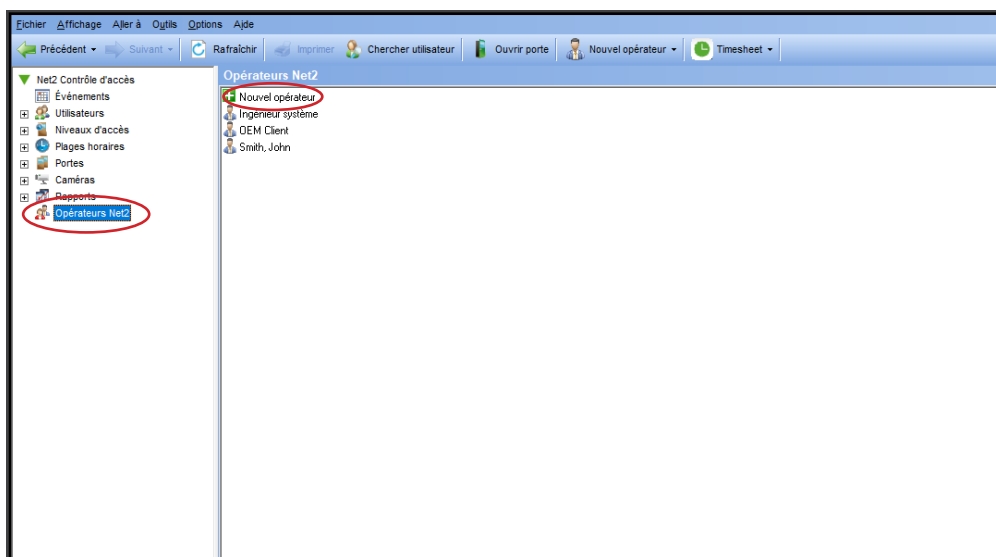 Fichier Affichage Aller à Outils Options Aide
Précédent Suivant Rafraîchir Imprimer Chercher utilisateur Ouvrir porte Nouvel opérateur Timesheet
Net2 Contrôle d'accès
Événements
Utilisateurs
Niveaux d'accès
Plages horaires
Portes
Caméras
Rapports
Opérateurs Net2
Opérateurs Net2
Nouvel opérateur
Ingénieur système
OEM Client
Smith, John